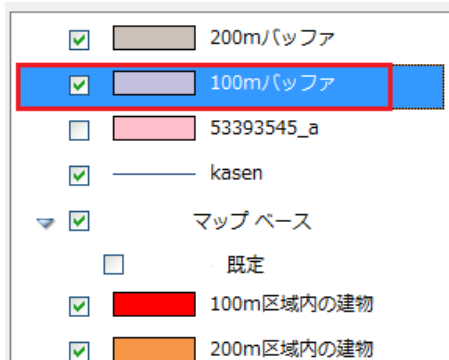 200mバッファ
100mバッファ
53393545_a
kasen
マップ ベース
既定
100m区域内の建物
200m区域内の建物